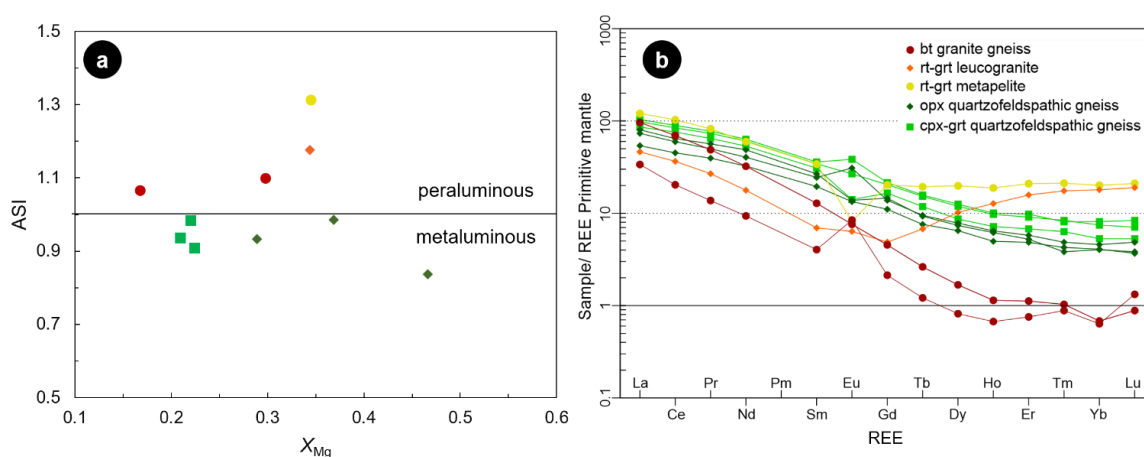 a
1.5
1.3
1.1
0.9
0.7
0.5
ASI
peraluminous
metaluminous
0.1
0.2
0.3
0.4
0.5
0.6
XMg
b
1000
100
10
1
0.1
Sample/ REE Primitive mantle
bt granite gneiss
rt-grt leucogranite
rt-grt metapelite
opx quartzofeldspathic gneiss
cpx-grt quartzofeldspathic gneiss
La Pr Pm Eu Tb Ho Tm Lu
Ce Nd Sm Gd Dy Er Yb
REE